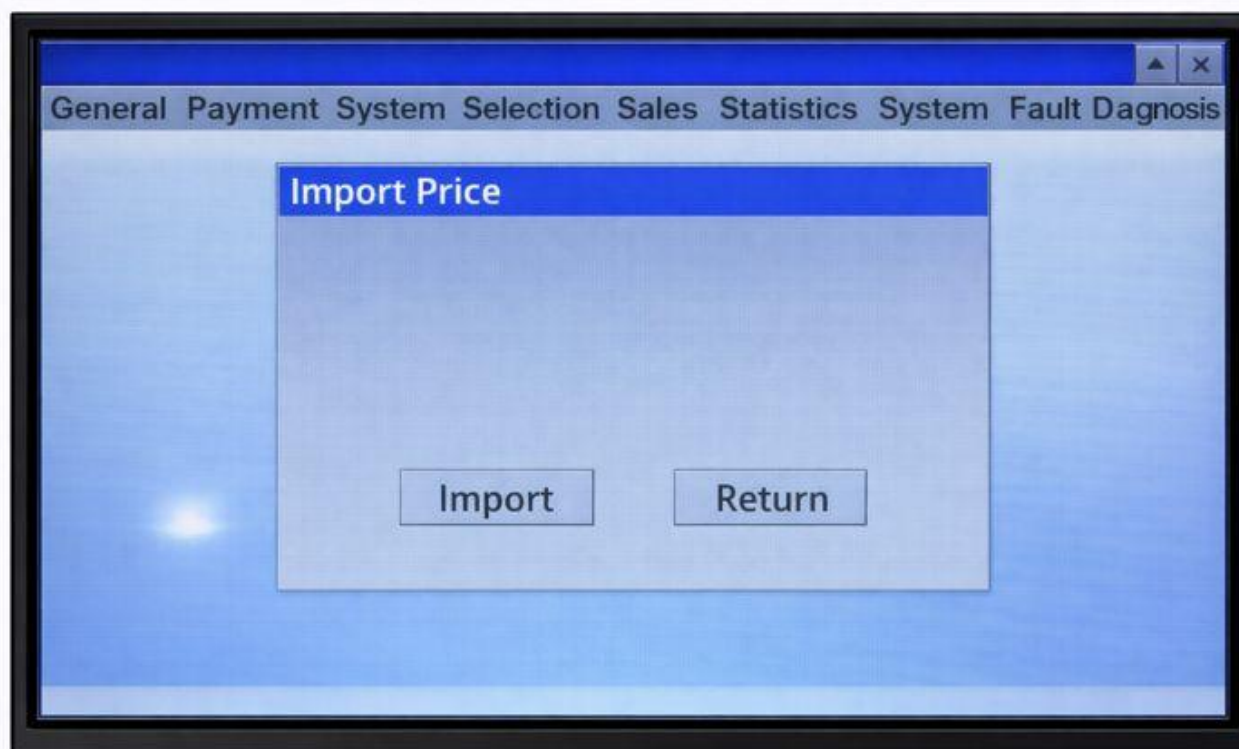 General Payment System Selection Sales Statistics System Fault Dagnosis
Import Price
Import Return